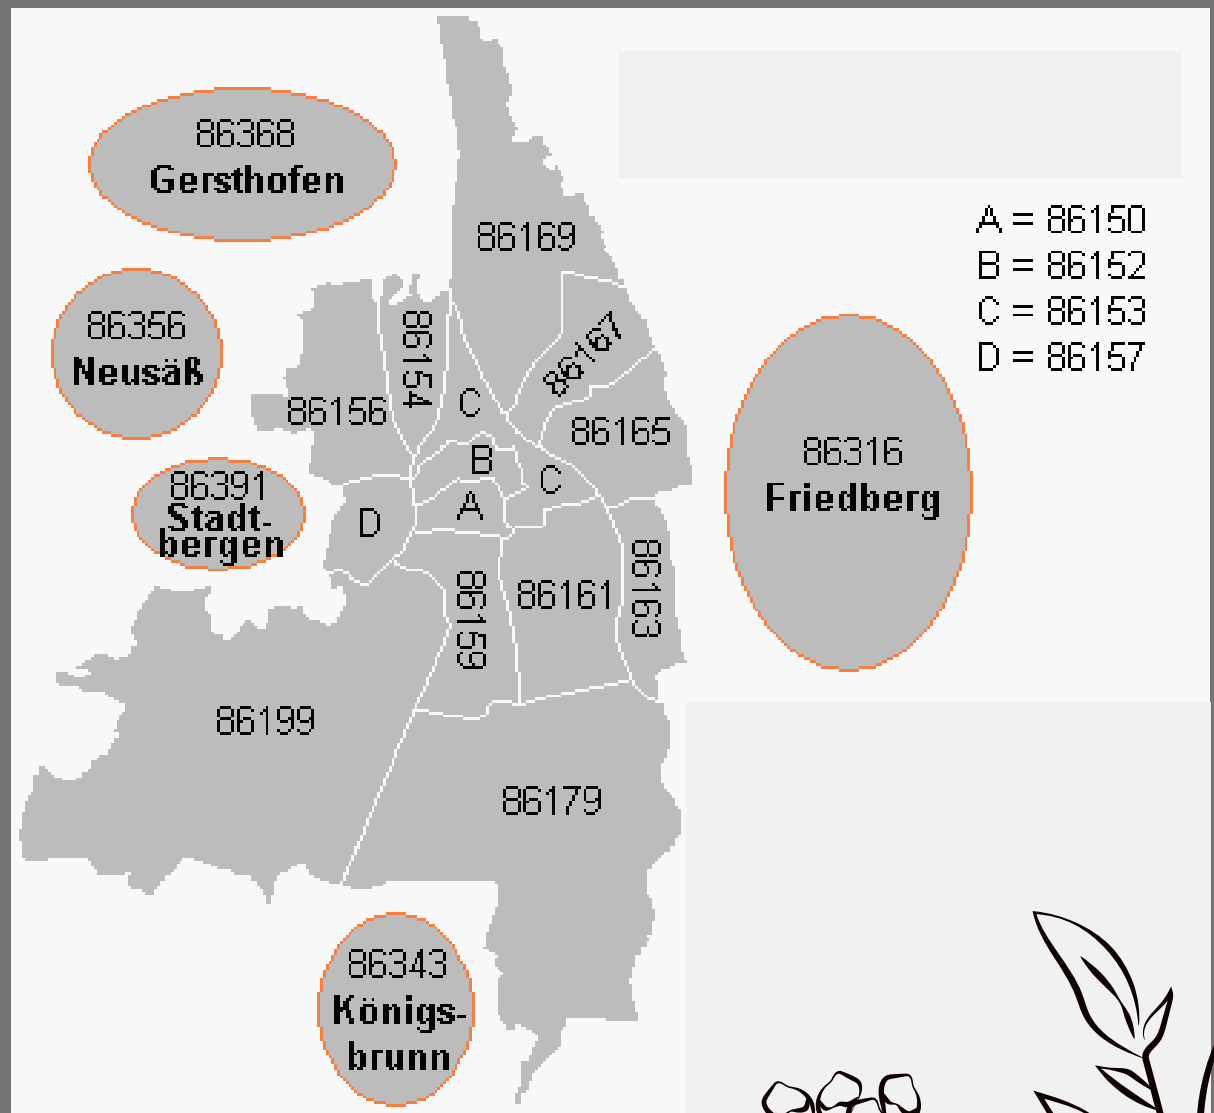 86368
Gersthofen
86169
A = 86150
B = 86152
C = 86153
D = 86157
86356
Neusäß
86154
86167
86156
C
86165
86316
Friedberg
B
C
86391
Stadt-
bergen
A
D
86159
86161
86163
86199
86179
86343
Königs-
brunn